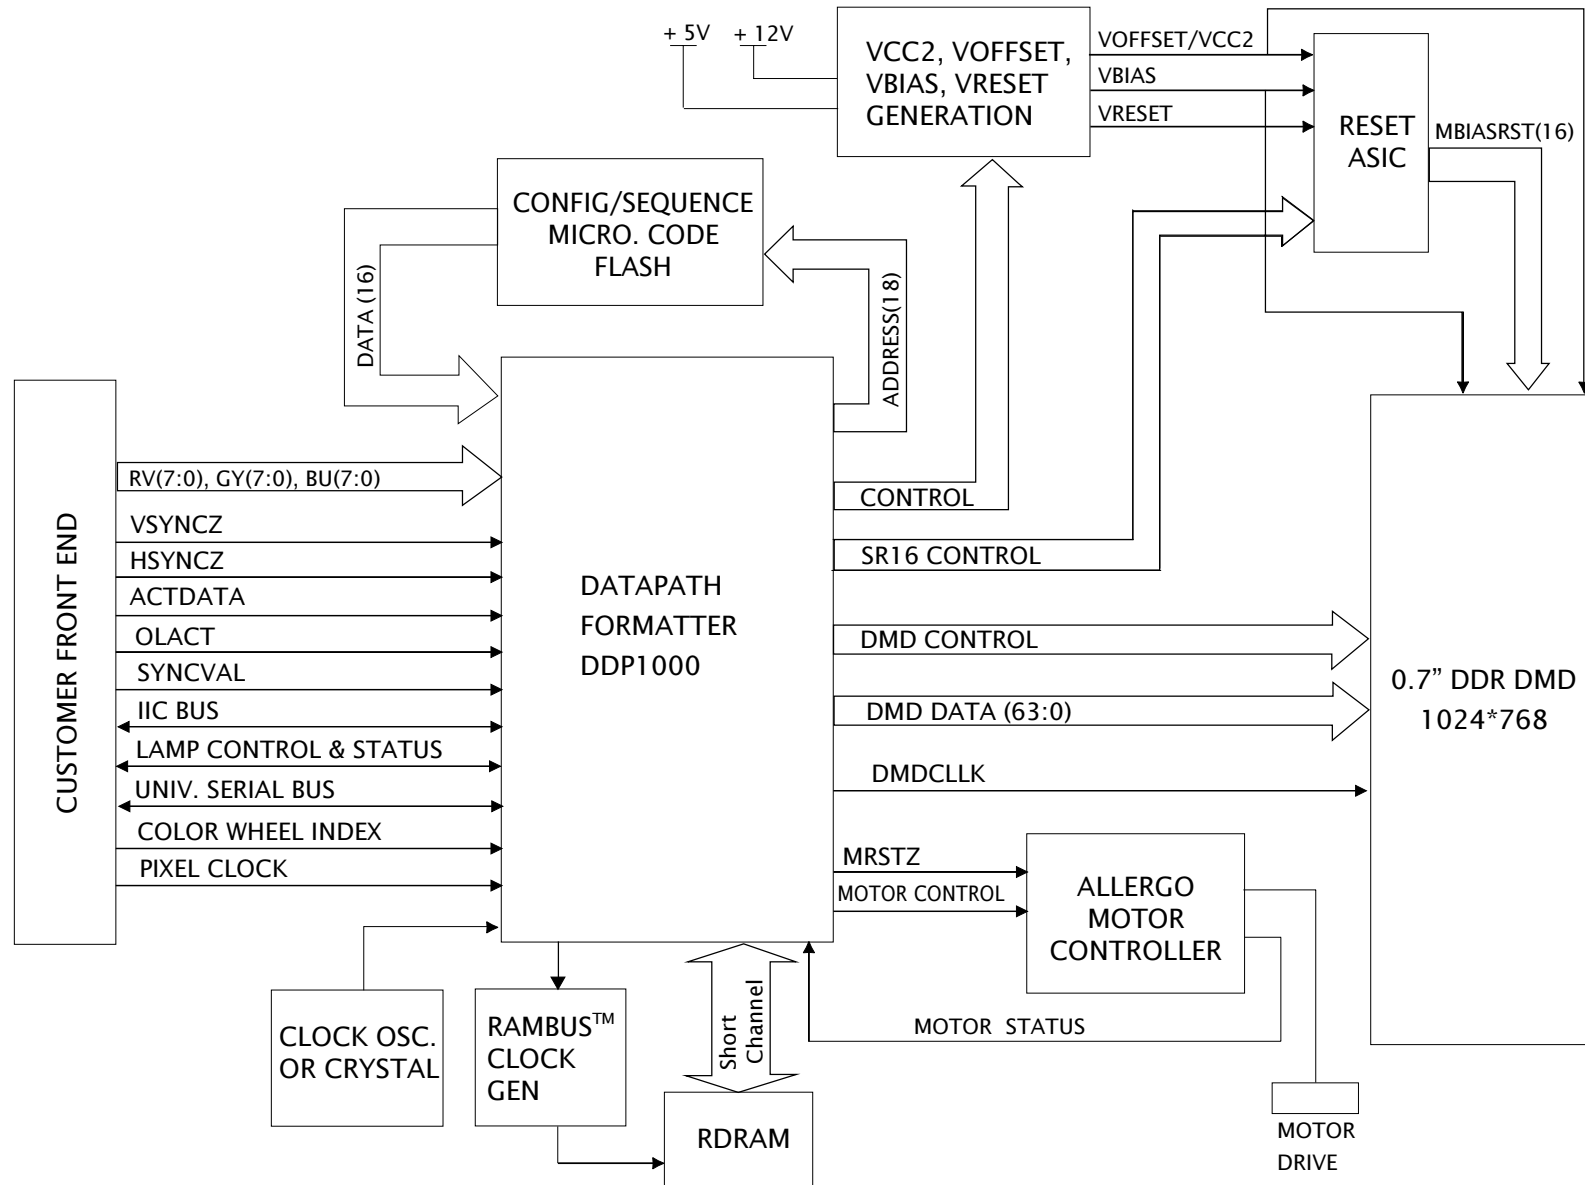 + 5V
+ 12V
VCC2, VOFFSET,
VBIAS, VRESET
GENERATION
VOFFSET/VCC2
VBIAS
VRESET
RESET
ASIC
MBIASRST(16)
CONFIG/SEQUENCE
MICRO. CODE
FLASH
DATA (16)
ADDRESS(18)
CUSTOMER FRONT END
RV(7:0), GY(7:0), BU(7:0)
VSYNCZ
HSYNCZ
ACTDATA
OLACT
SYNCVAL
IIC BUS
LAMP CONTROL & STATUS
UNIV. SERIAL BUS
COLOR WHEEL INDEX
PIXEL CLOCK
DATAPATH
FORMATTER
DDP1000
CONTROL
SR16 CONTROL
DMD CONTROL
DMD DATA (63:0)
DMDCLLK
MRSTZ
MOTOR CONTROL
0.7” DDR DMD
1024*768
ALLERGO
MOTOR
CONTROLLER
MOTOR STATUS
CLOCK OSC.
OR CRYSTAL
RAMBUS™
CLOCK
GEN
Short
Channel
RDRAM
MOTOR
DRIVE